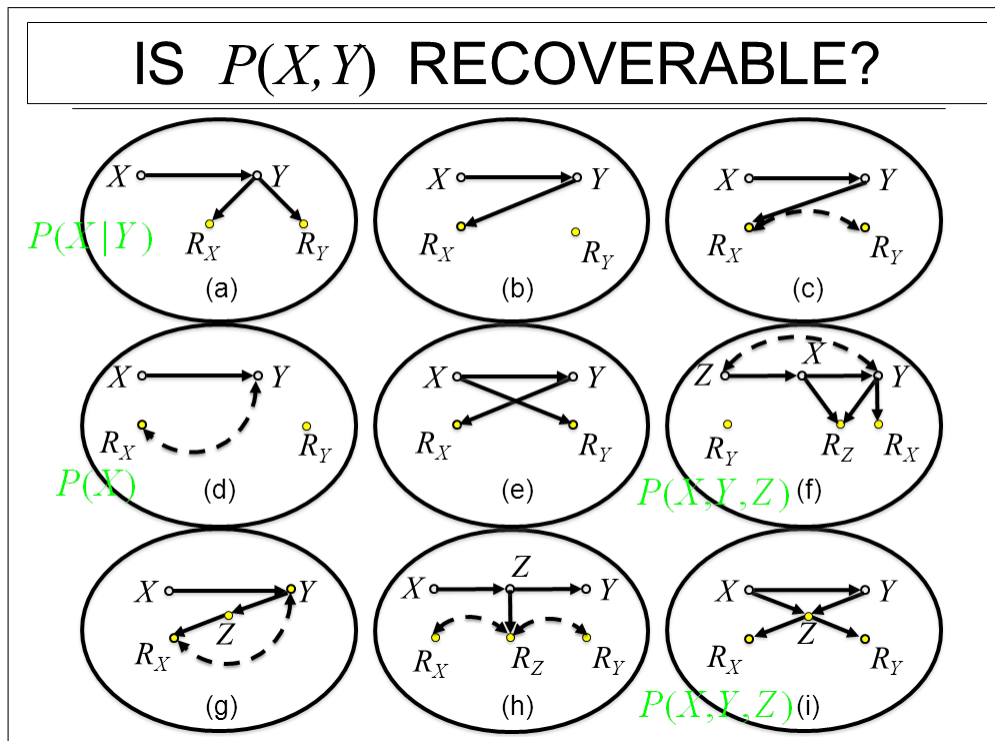 IS P(X,Y) RECOVERABLE?
X Y
R_X R_Y
P(X|Y)
(a)
X Y
R_X R_Y
(b)
X Y
R_X R_Y
(c)
X Y
R_X R_Y
P(X)
(d)
X Y
R_X R_Y
(e)
Z X Y
R_Y R_Z R_X
P(X,Y,Z)
(f)
X Y
Z
R_X
(g)
X Z Y
R_X R_Z R_Y
(h)
X Y
Z
R_X R_Y
P(X,Y,Z)
(i)